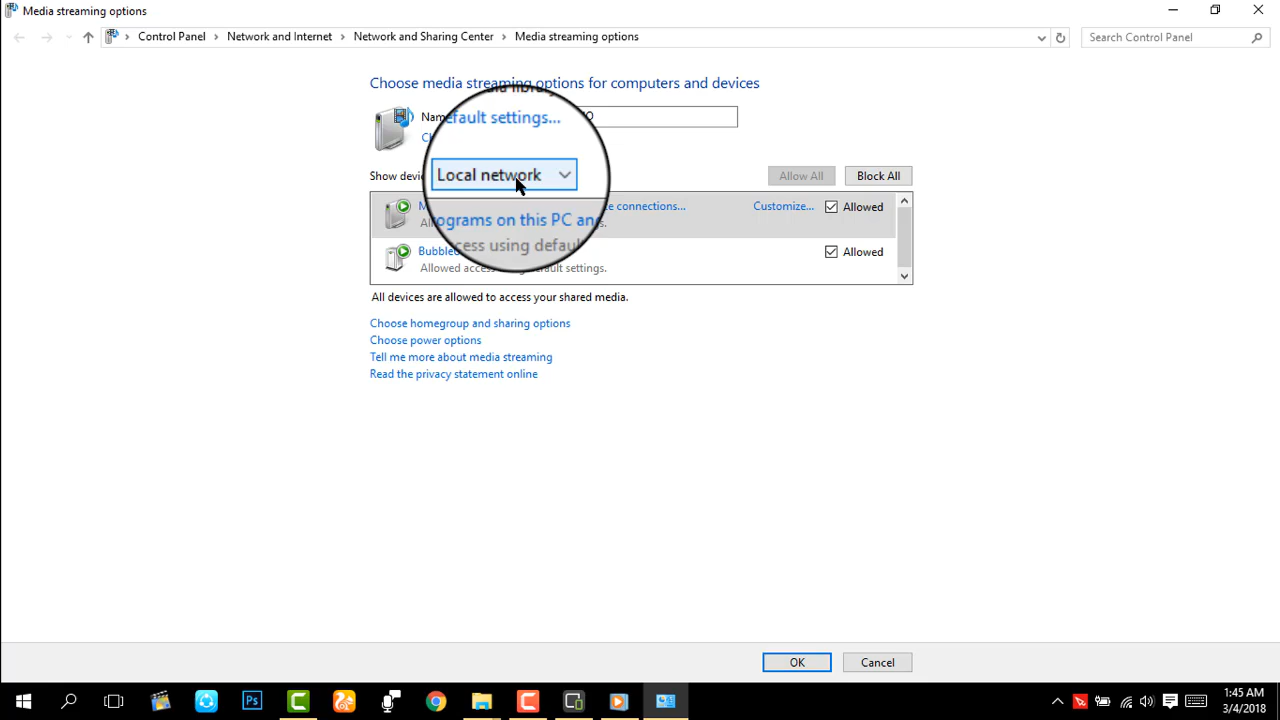 Media streaming options
Control Panel > Network and Internet > Network and Sharing Center > Media streaming options
Search Control Panel
Choose media streaming options for computers and devices
efault settings...
Local network
Allow All
Block All
ograms on this PC an
e connections...
Customize...
Allowed
cess using defaul
Allowed
Allowed settings.
All devices are allowed to access your shared media.
Choose homegroup and sharing options
Choose power options
Tell me more about media streaming
Read the privacy statement online
OK
Cancel
Ps
1:45 AM
3/4/2018